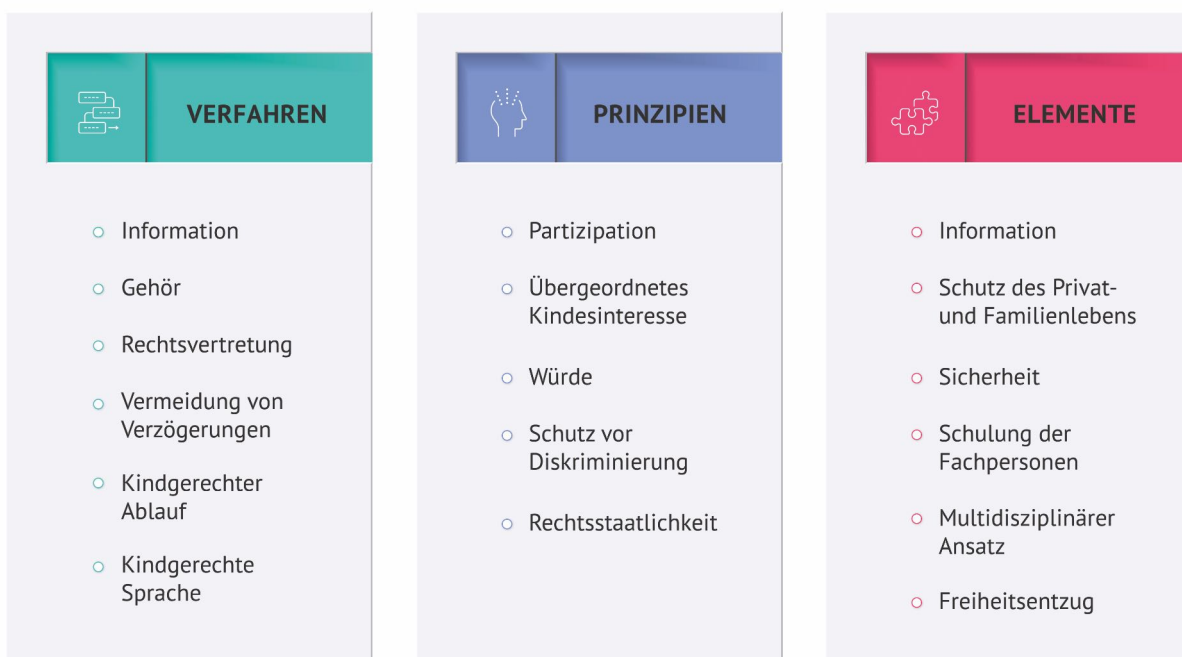 VERFAHREN
Information
Gehör
Rechtsvertretung
Vermeidung von
Verzögerungen
Kindgerechter
Ablauf
Kindgerechte
Sprache
PRINZIPIEN
Partizipation
Übergeordnetes
Kindesinteresse
Würde
Schutz vor
Diskriminierung
Rechtsstaatlichkeit
ELEMENTE
Information
Schutz des Privat-
und Familienlebens
Sicherheit
Schulung der
Fachpersonen
Multidisziplinärer
Ansatz
Freiheitsentzug